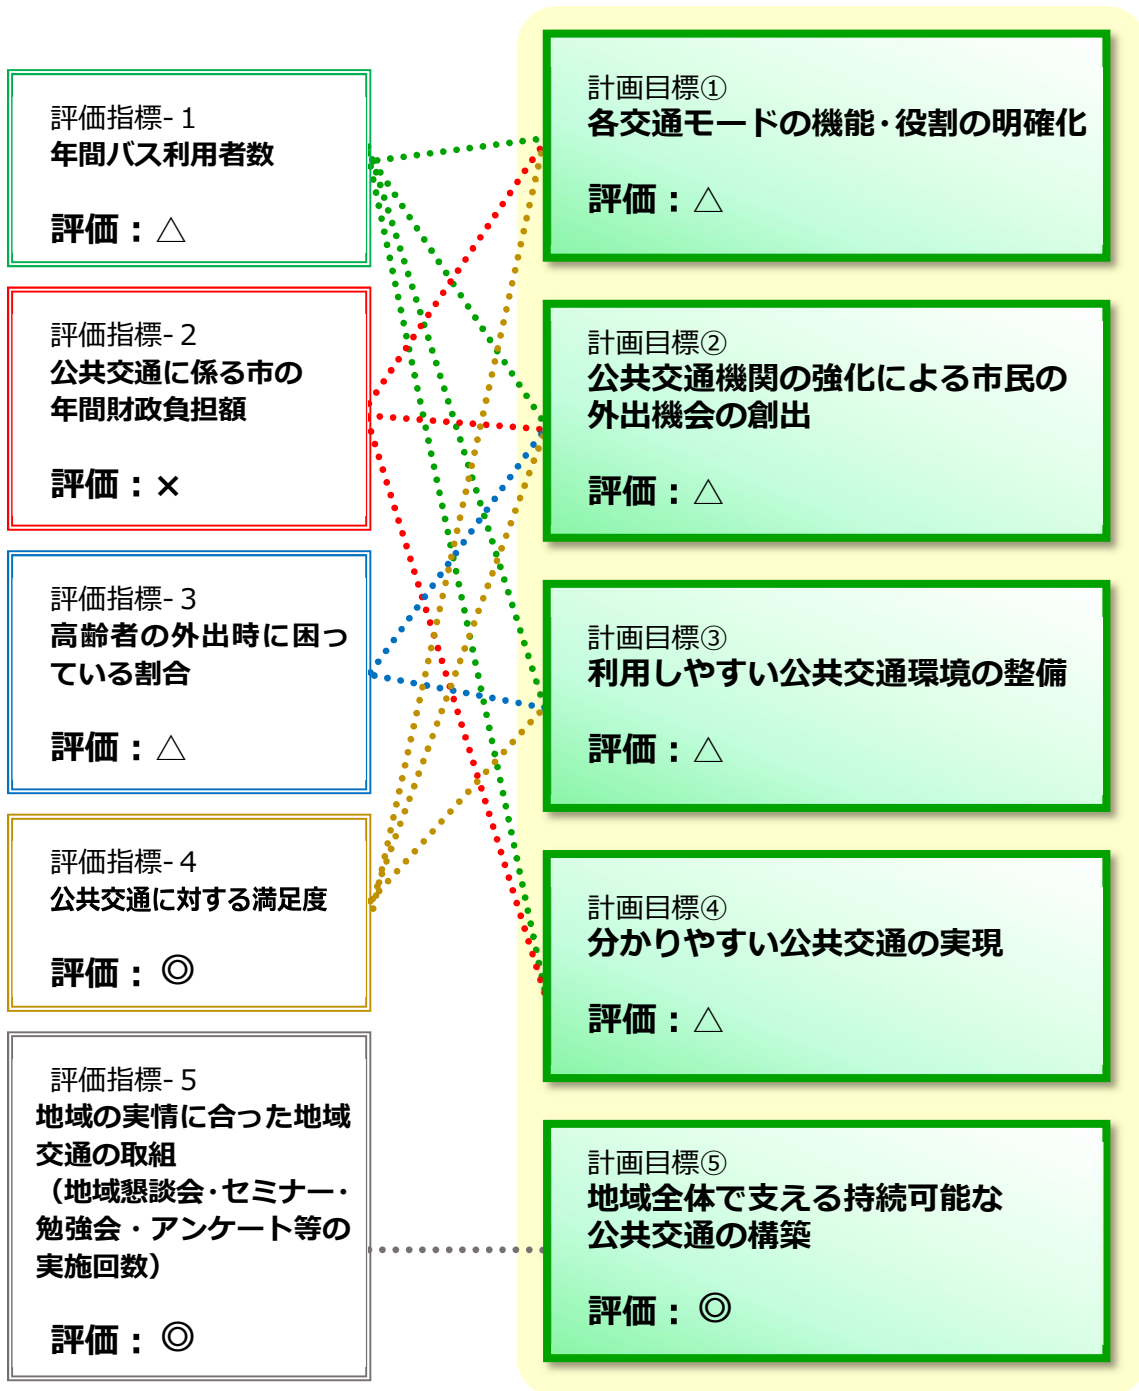 評価指標-１
年間バス利用者数
評価：△
評価指標-２
公共交通に係る市の
年間財政負担額
評価：×
評価指標-３
高齢者の外出時に困っ
ている割合
評価：△
評価指標-４
公共交通に対する満足度
評価：◎
評価指標-５
地域の実情に合った地域
交通の取組
（地域懇談会・セミナー・
勉強会・アンケート等の
実施回数）
評価：◎
計画目標①
各交通モードの機能・役割の明確化
評価：△
計画目標②
公共交通機関の強化による市民の
外出機会の創出
評価：△
計画目標③
利用しやすい公共交通環境の整備
評価：△
計画目標④
分かりやすい公共交通の実現
評価：△
計画目標⑤
地域全体で支える持続可能な
公共交通の構築
評価：◎